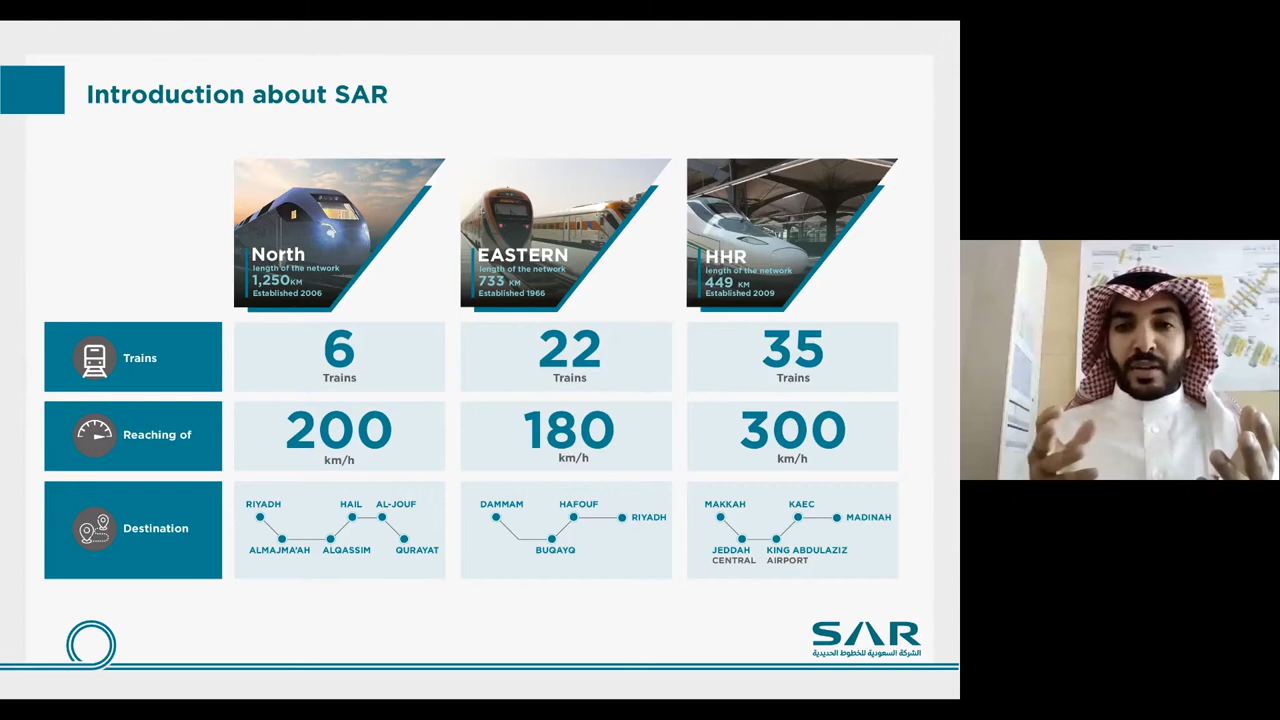 Introduction about SAR
North
length of the network
1,250 KM
Established 2006
EASTERN
length of the network
733 KM
Established 1966
HHR
length of the network
449 KM
Established 2009
Trains
6
Trains
22
Trains
35
Trains
Reaching of
200
km/h
180
km/h
300
km/h
Destination
RIYADH
ALMAJMA'AH
ALQASSIM
HAIL
AL-JOUF
QURAYAT
DAMMAM
BUQAYQ
HAFOUF
RIYADH
MAKKAH
JEDDAH
CENTRAL
KING ABDULAZIZ
AIRPORT
KAEC
MADINAH
SAR
الشركة السعودية للخطوط الحديدية